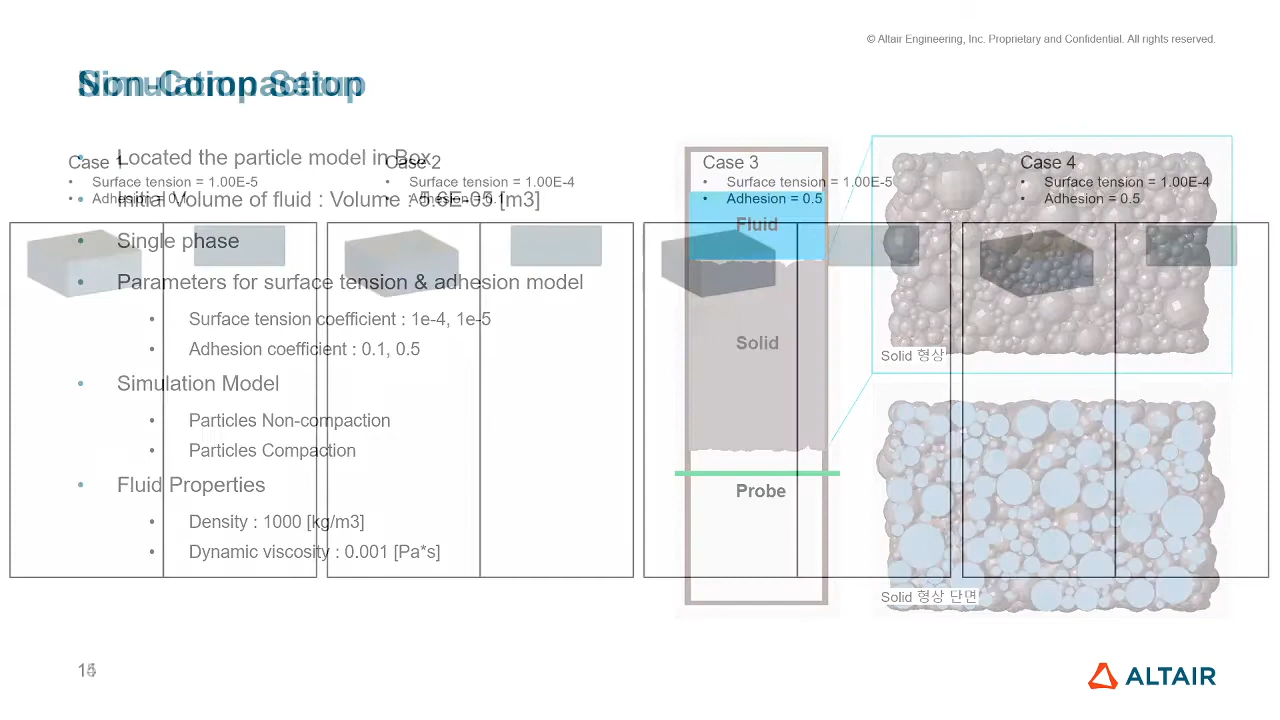 © Altair Engineering, Inc. Proprietary and Confidential. All rights reserved.
Simulation Setup
• Located the particle model in Box
• Initial Volume of fluid : Volume : 5.6E-05 [m3]
• Single phase
• Parameters for surface tension & adhesion model
• Surface tension coefficient : 1e-4, 1e-5
• Adhesion coefficient : 0.1, 0.5
• Simulation Model
• Particles Non-compaction
• Particles Compaction
• Fluid Properties
• Density : 1000 [kg/m3]
• Dynamic viscosity : 0.001 [Pa*s]
Case 1
• Surface tension = 1.00E-5
• Adhesion = 0.1
Case 2
• Surface tension = 1.00E-4
• Adhesion = 0.1
Case 3
• Surface tension = 1.00E-5
• Adhesion = 0.5
Case 4
• Surface tension = 1.00E-4
• Adhesion = 0.5
Fluid
Solid
Probe
Solid 형상
Solid 형상 단면
ALTAIR